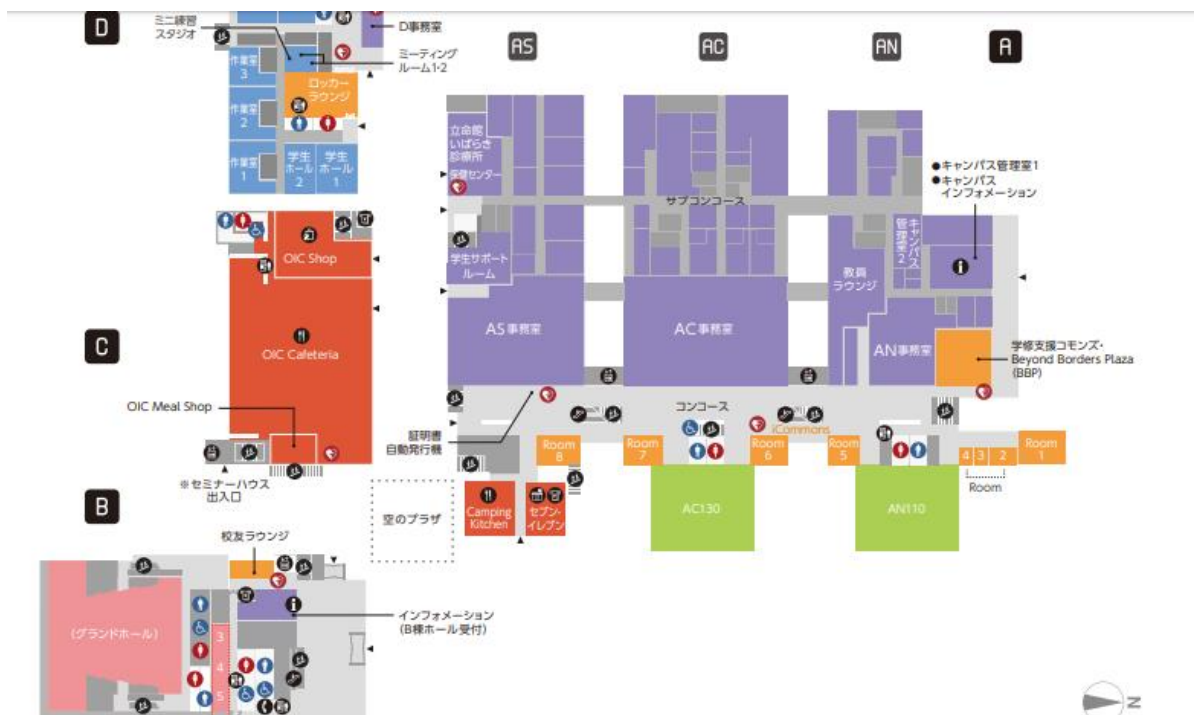 D
ミニ練習
スタジオ
D事務室
ミーティング
ルーム1・2
作業室
3
ロッカー
ラウンジ
作業室
2
作業室
1
学生
ホール
2
学生
ホール
1
AS
AC
AN
A
立命館
いばらき
診療所
保健センター
サブコンコース
●キャンパス管理室1
●キャンパス
インフォメーション
キャンパス
管理室2
学生サポート
ルーム
教員
ラウンジ
OIC Shop
C
OIC Cafeteria
AS事務室
AC事務室
AN事務室
学修支援コモンズ・
Beyond Borders Plaza
(BBP)
OIC Meal Shop
証明書
自動発行機
コンコース
iCommons
Room
8
Room
7
Room
6
Room
5
4
3
2
Room
1
Room
※セミナーハウス
出入口
空のプラザ
Camping
Kitchen
セブン-
イレブン
AC130
AN110
B
校友ラウンジ
(グランドホール)
3
4
5
インフォメーション
(B棟ホール受付)
N